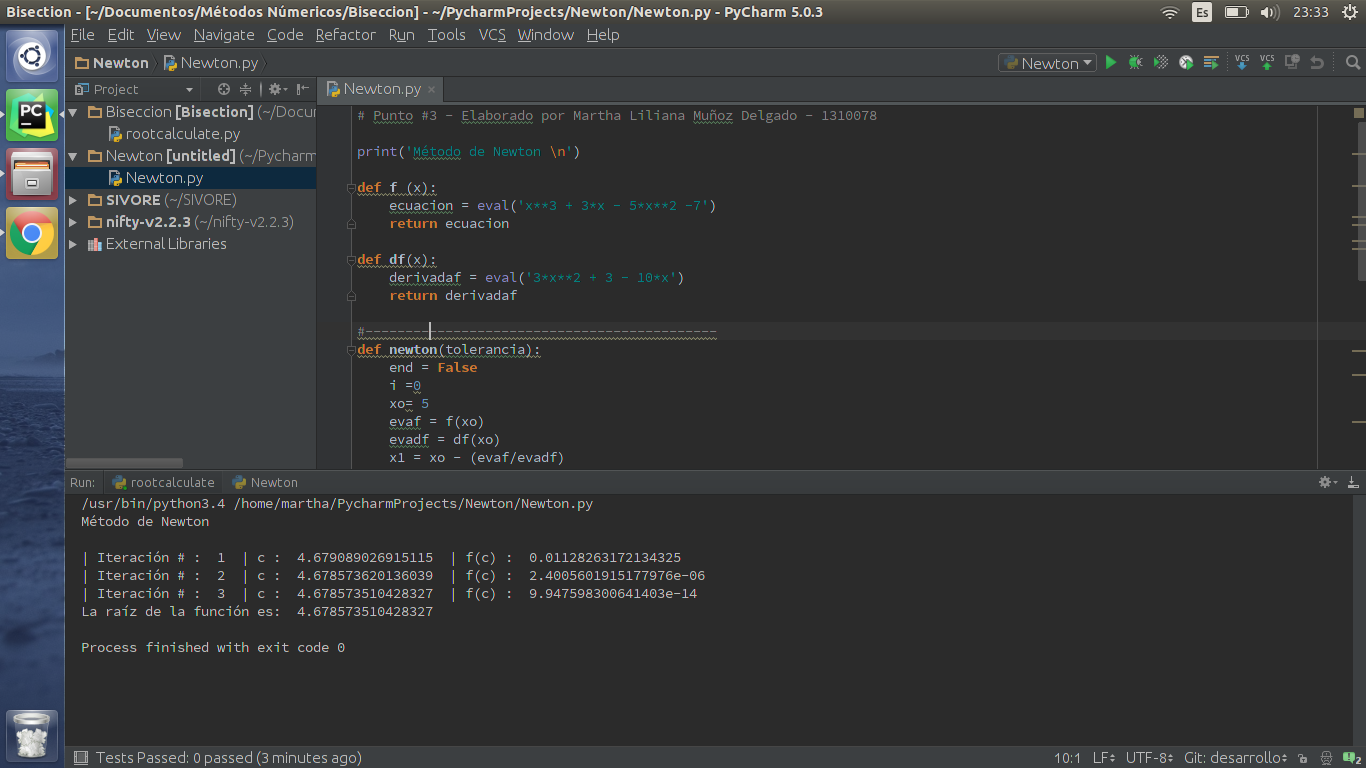 Bisection - [~/Documentos/Métodos Númericos/Biseccion] - ~/PycharmProjects/Newton/Newton.py - PyCharm 5.0.3
Es
23:33
File Edit View Navigate Code Refactor Run Tools VCS Window Help
Newton Newton.py
Newton
VCS VCS
Project
Newton.py
PC
Biseccion [Bisection] (~/Docu
rootcalculate.py
Newton [untitled] (~/Pycharm
Newton.py
SIVORE (~/SIVORE)
nifty-v2.2.3 (~/nifty-v2.2.3)
External Libraries
# Punto #3 - Elaborado por Martha Liliana Muñoz Delgado - 1310078
print('Método de Newton \n')
def f (x):
ecuacion = eval('x**3 + 3*x - 5*x**2 -7')
return ecuacion
def df(x):
derivadaf = eval('3*x**2 + 3 - 10*x')
return derivadaf
#--------------------------------------------
def newton(tolerancia):
end = False
i =0
xo= 5
evaf = f(xo)
evadf = df(xo)
x1 = xo - (evaf/evadf)
Run: rootcalculate Newton
/usr/bin/python3.4 /home/martha/PycharmProjects/Newton/Newton.py
Método de Newton
| Iteración # :  1  | c :  4.679089026915115  | f(c) :  0.01128263172134325
| Iteración # :  2  | c :  4.678573620136039  | f(c) :  2.4005601915177976e-06
| Iteración # :  3  | c :  4.678573510428327  | f(c) :  9.947598300641403e-14
La raíz de la función es:  4.678573510428327
Process finished with exit code 0
Tests Passed: 0 passed (3 minutes ago)
10:1 LF UTF-8 Git: desarrollo 2